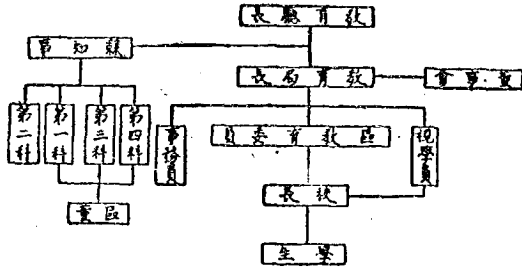 教育廳長
縣知事
教育局長
董事會
視學員
區教育委員
事務員
第四科
第三科
第一科
第二科
校長
區董
學生